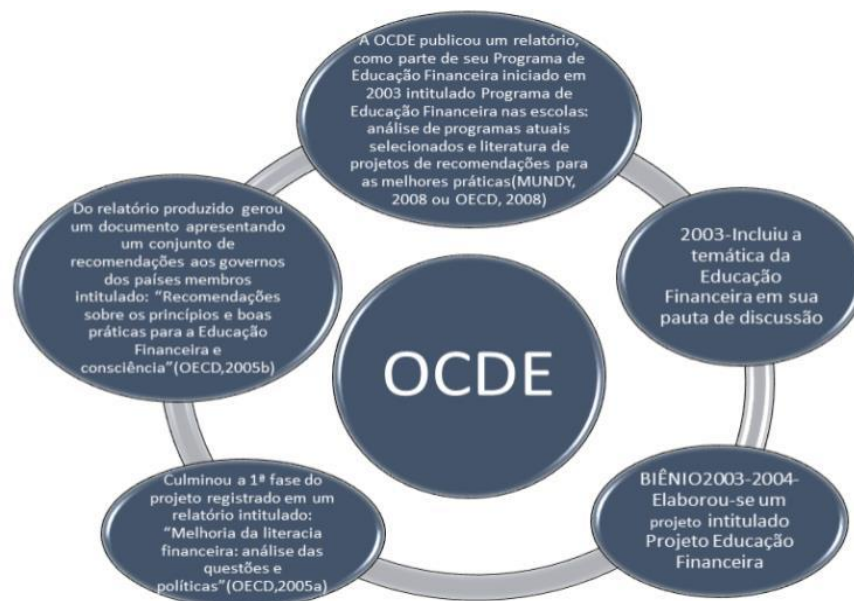 A OCDE publicou um relatório,
como parte de seu Programa de
Educação Financeira iniciado em
2003 intitulado Programa de
Educação Financeira nas escolas:
análise de programas atuais
selecionados e literatura de
projetos de recomendações para
as melhores práticas(MUNDY,
2008 ou OECD, 2008)
2003-Incluiu a
temática da
Educação
Financeira em sua
pauta de discussão
BIÊNIO2003-2004-
Elaborou-se um
projeto intitulado
Projeto Educação
Financeira
Culminou a 1ª fase do
projeto registrado em um
relatório intitulado:
“Melhoria da literacia
financeira: análise das
questões e
políticas”(OECD,2005a)
Do relatório produzido gerou
um documento apresentando
um conjunto de
recomendações aos governos
dos países membros
intitulado: “Recomendações
sobre os princípios e boas
práticas para a Educação
Financeira e
consciência”(OECD,2005b)
OCDE